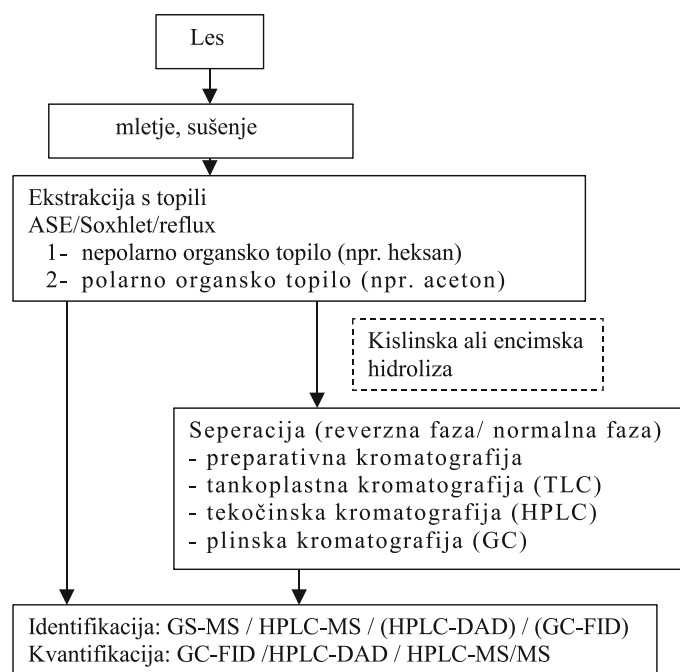 Les
mletje, sušenje
Ekstrakcija s topili
ASE/Soxhlet/reflux
1- nepolarno organsko topilo (npr. heksan)
2- polarno organsko topilo (npr. aceton)
Kislinska ali encimska
hidroliza
Seperacija (reverzna faza/ normalna faza)
- preparativna kromatografija
- tankoplastna kromatografija (TLC)
- tekočinska kromatografija (HPLC)
- plinska kromatografija (GC)
Identifikacija: GS-MS / HPLC-MS / (HPLC-DAD) / (GC-FID)
Kvantifikacija: GC-FID /HPLC-DAD / HPLC-MS/MS